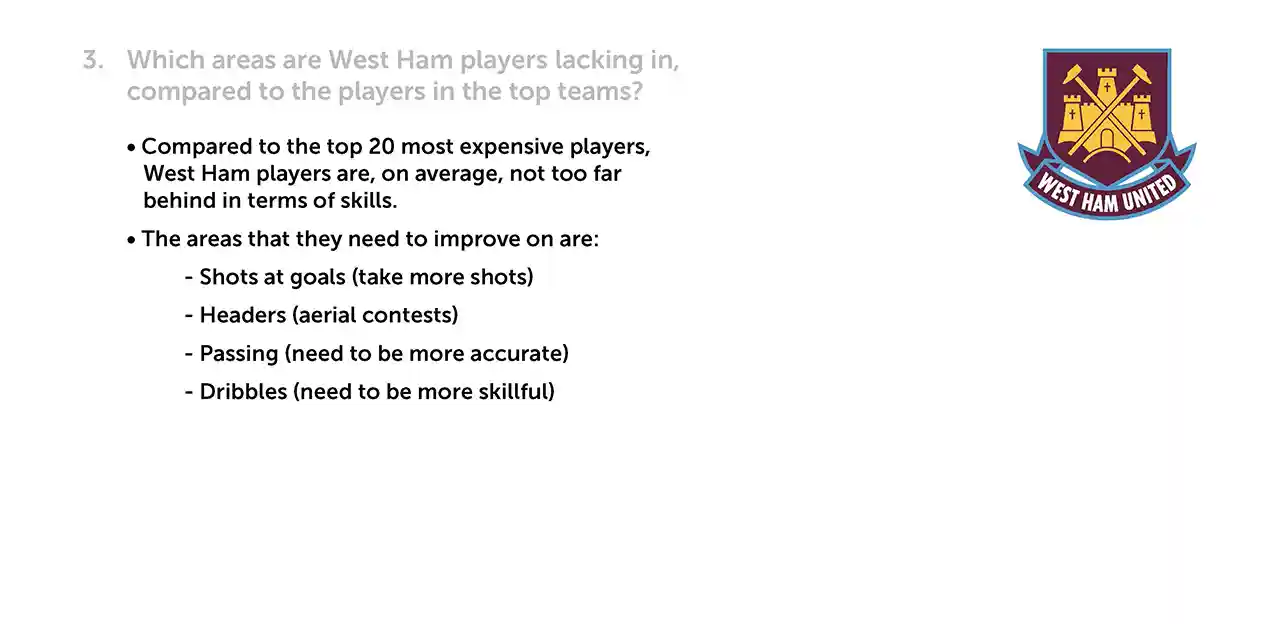 3. Which areas are West Ham players lacking in,
compared to the players in the top teams?
• Compared to the top 20 most expensive players,
West Ham players are, on average, not too far
behind in terms of skills.
• The areas that they need to improve on are:
- Shots at goals (take more shots)
- Headers (aerial contests)
- Passing (need to be more accurate)
- Dribbles (need to be more skillful)
WEST HAM UNITED